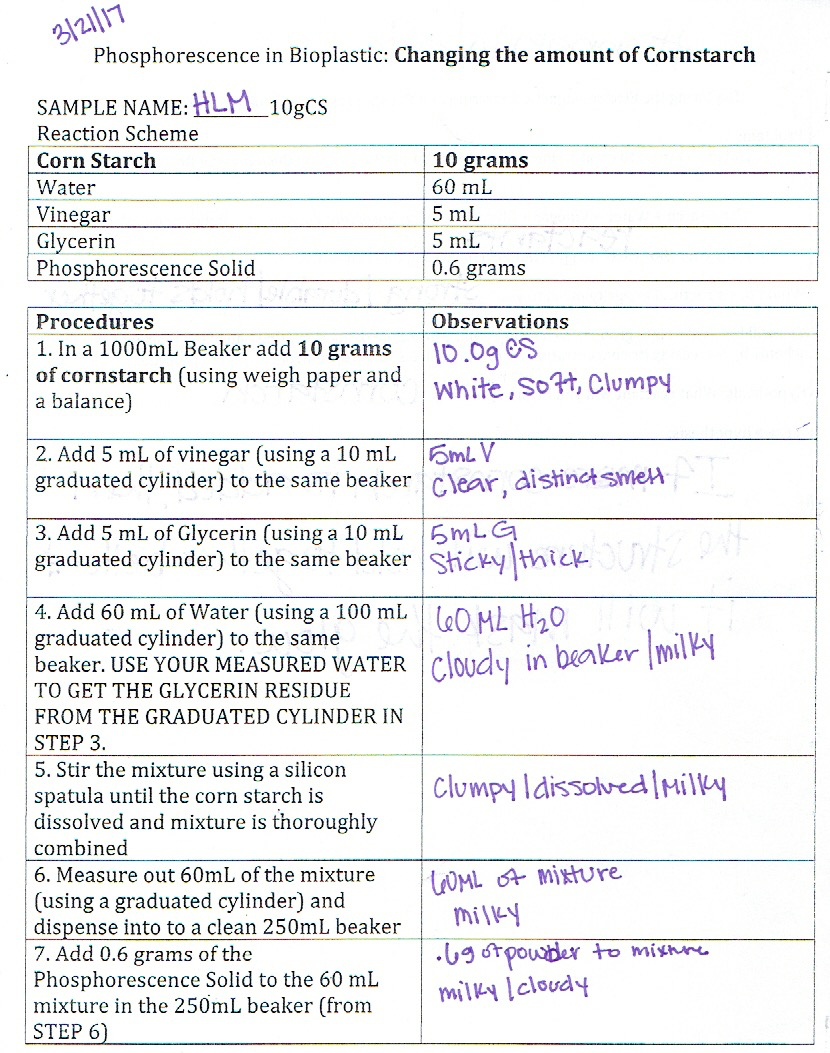 3/21/17
Phosphorescence in Bioplastic: Changing the amount of Cornstarch
SAMPLE NAME: HLM 10gCS
Reaction Scheme
Corn Starch 10 grams
Water 60 mL
Vinegar 5 mL
Glycerin 5 mL
Phosphorescence Solid 0.6 grams
Procedures Observations
1. In a 1000mL Beaker add 10 grams
of cornstarch (using weigh paper and
a balance)
10.0g CS
White, Soft, Clumpy
2. Add 5 mL of vinegar (using a 10 mL
graduated cylinder) to the same beaker
5mL V
Clear, distinct smell
3. Add 5 mL of Glycerin (using a 10 mL
graduated cylinder) to the same beaker
5mL G
Sticky/thick
4. Add 60 mL of Water (using a 100 mL
graduated cylinder) to the same
beaker. USE YOUR MEASURED WATER
TO GET THE GLYCERIN RESIDUE
FROM THE GRADUATED CYLINDER IN
STEP 3.
60 ML H₂O
Cloudy in beaker/milky
5. Stir the mixture using a silicon
spatula until the corn starch is
dissolved and mixture is thoroughly
combined
Clumpy/dissolved/Milky
6. Measure out 60mL of the mixture
(using a graduated cylinder) and
dispense into to a clean 250mL beaker
60ML of mixture
milky
7. Add 0.6 grams of the
Phosphorescence Solid to the 60 mL
mixture in the 250mL beaker (from
STEP 6)
.6g of powder to mixture
milky/cloudy